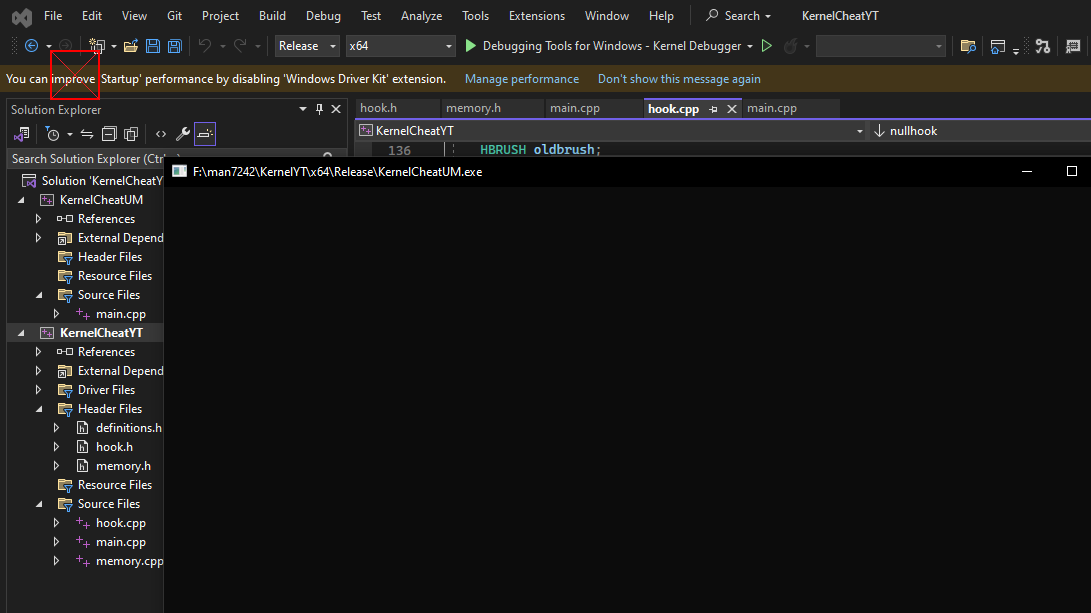 File Edit View Git Project Build Debug Test Analyze Tools Extensions Window Help Search KernelCheatYT
Release x64 Debugging Tools for Windows - Kernel Debugger
You can improve Startup' performance by disabling 'Windows Driver Kit' extension. Manage performance Don't show this message again
Solution Explorer
hook.h memory.h main.cpp hook.cpp main.cpp
KernelCheatYT nullhook
136 HBRUSH oldbrush;
Search Solution Explorer (Ctrl
F:\man7242\KernelYT\x64\Release\KernelCheatUM.exe
Solution 'KernelCheatY
KernelCheatUM
References
External Depend
Header Files
Resource Files
Source Files
main.cpp
KernelCheatYT
References
External Depend
Driver Files
Header Files
definitions.h
hook.h
memory.h
Resource Files
Source Files
hook.cpp
main.cpp
memory.cpp